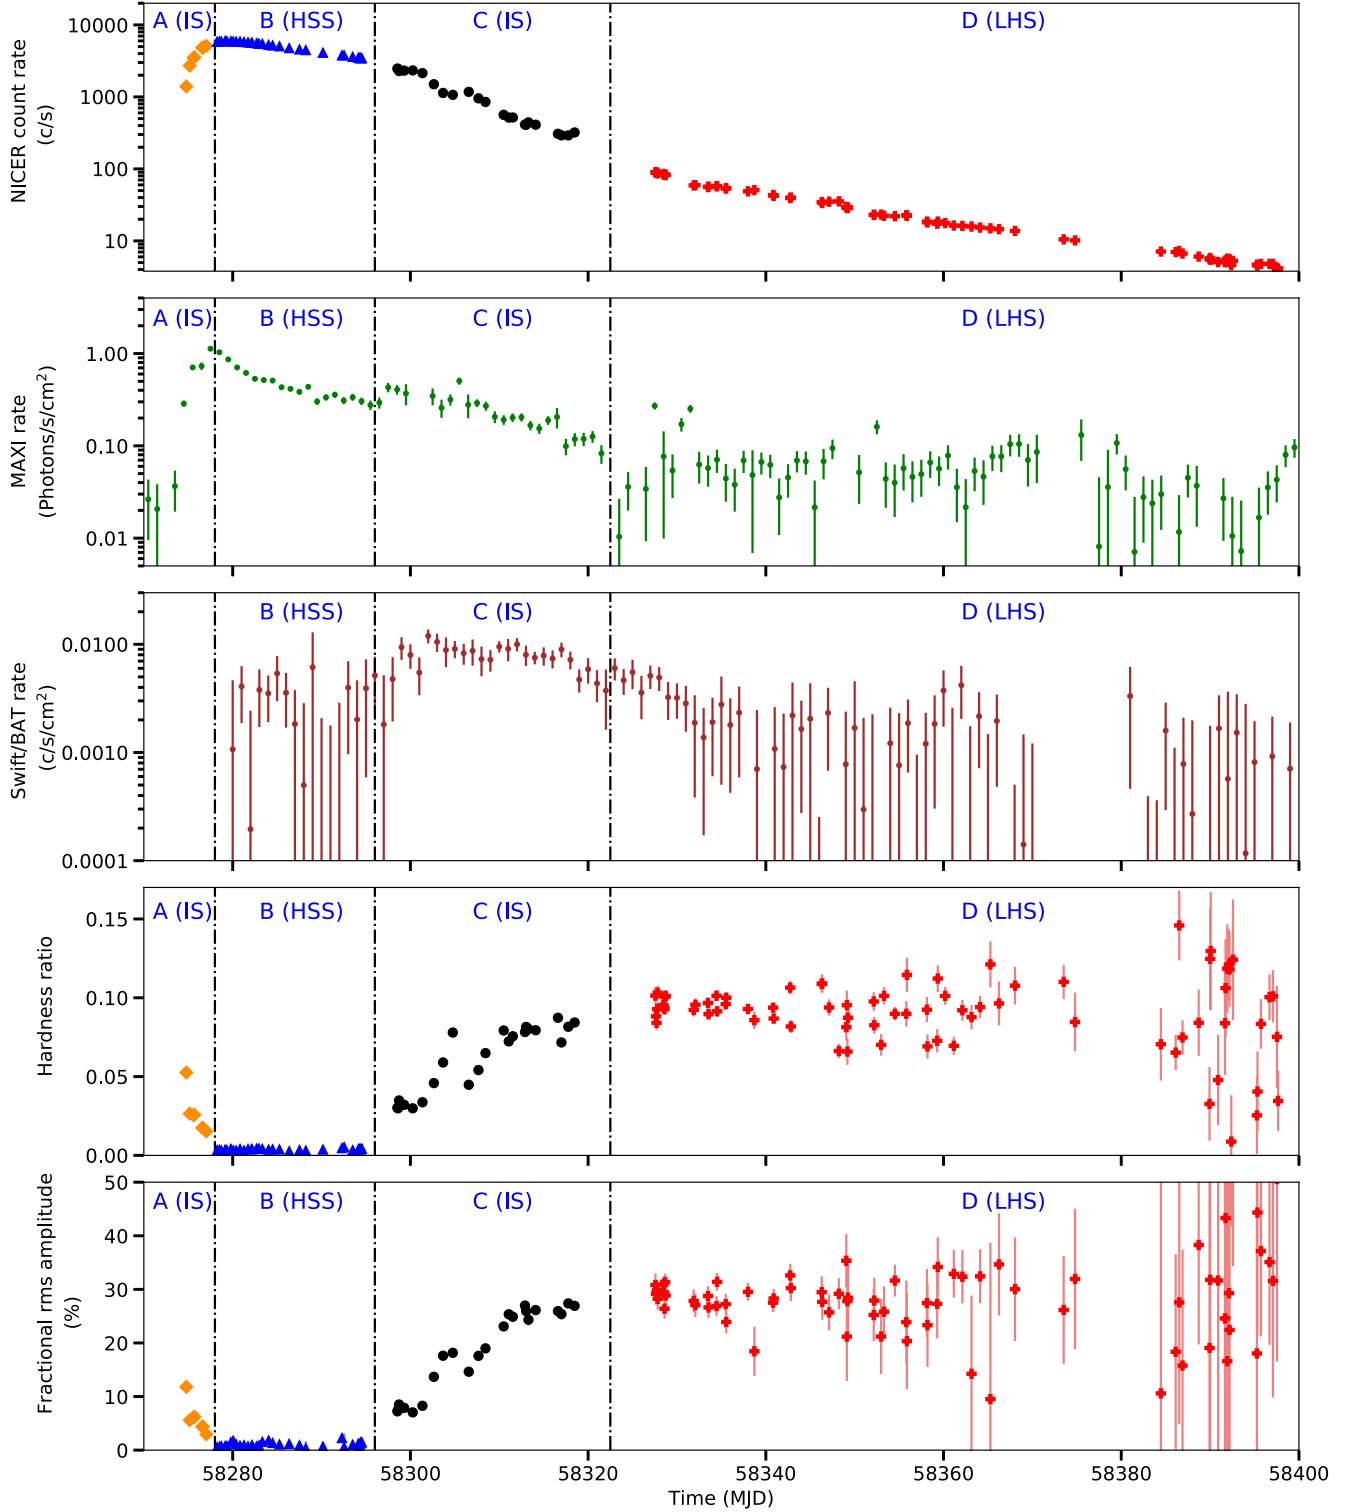 A (IS) B (HSS) C (IS) D (LHS)
10000
1000
100
10
NICER count rate
(c/s)
A (IS) B (HSS) C (IS) D (LHS)
1.00
0.10
0.01
MAXI rate
(Photons/s/cm²)
B (HSS) C (IS) D (LHS)
0.0100
0.0010
0.0001
Swift/BAT rate
(c/s/cm²)
A (IS) B (HSS) C (IS) D (LHS)
0.15
0.10
0.05
0.00
Hardness ratio
A (IS) B (HSS) C (IS) D (LHS)
50
40
30
20
10
0
Fractional rms amplitude
(%)
58280 58300 58320 58340 58360 58380 58400
Time (MJD)